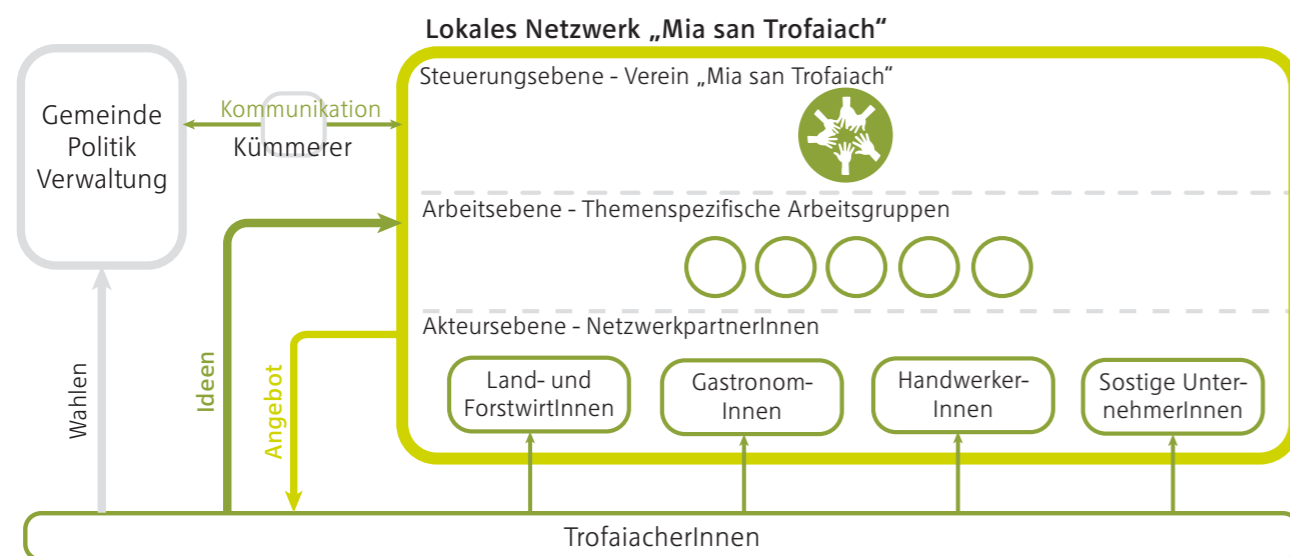 Lokales Netzwerk „Mia san Trofaiach“
Steuerungsebene - Verein „Mia san Trofaiach“
Gemeinde
Politik
Verwaltung
Kommunikation
Kümmerer
Arbeitsebene - Themenspezifische Arbeitsgruppen
Akteursebene - NetzwerkpartnerInnen
Wahlen
Ideen
Angebot
Land- und
ForstwirtInnen
Gastronom-
Innen
Handwerker-
Innen
Sostige Unter-
nehmerInnen
TrofaiacherInnen